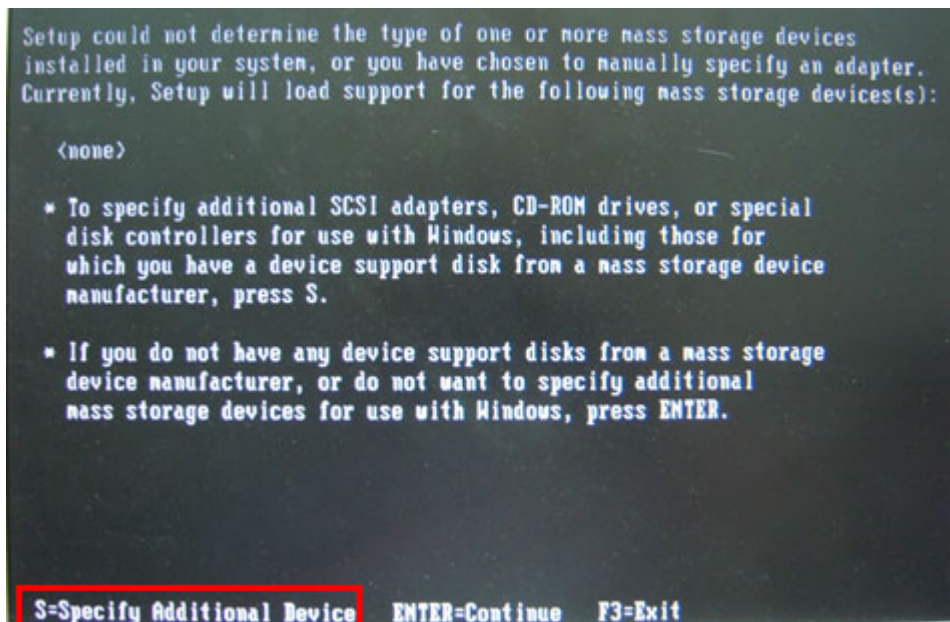 Setup could not determine the type of one or more mass storage devices
installed in your system, or you have chosen to manually specify an adapter.
Currently, Setup will load support for the following mass storage devices(s):
<none>
* To specify additional SCSI adapters, CD-ROM drives, or special
disk controllers for use with Windows, including those for
which you have a device support disk from a mass storage device
manufacturer, press S.
* If you do not have any device support disks from a mass storage
device manufacturer, or do not want to specify additional
mass storage devices for use with Windows, press ENTER.
S=Specify Additional Device ENTER=Continue F3=Exit